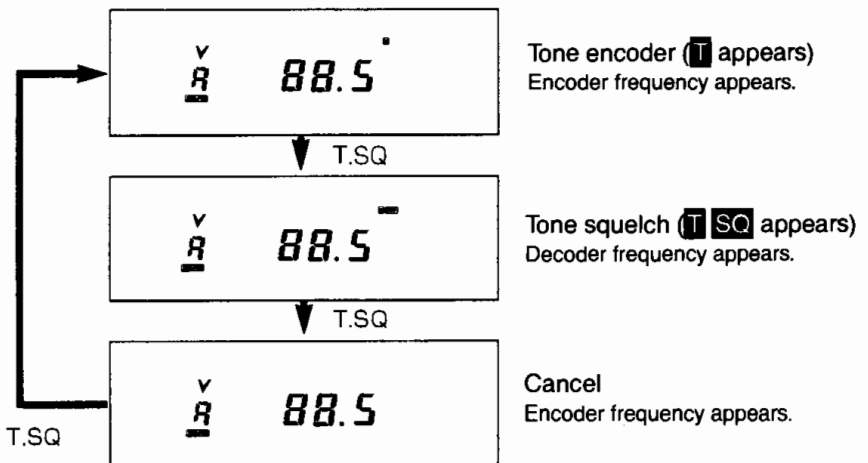 A 88.5
Tone encoder (T appears)
Encoder frequency appears.
T.SQ
A 88.5
Tone squelch (T SQ appears)
Decoder frequency appears.
T.SQ
A 88.5
Cancel
Encoder frequency appears.
T.SQ